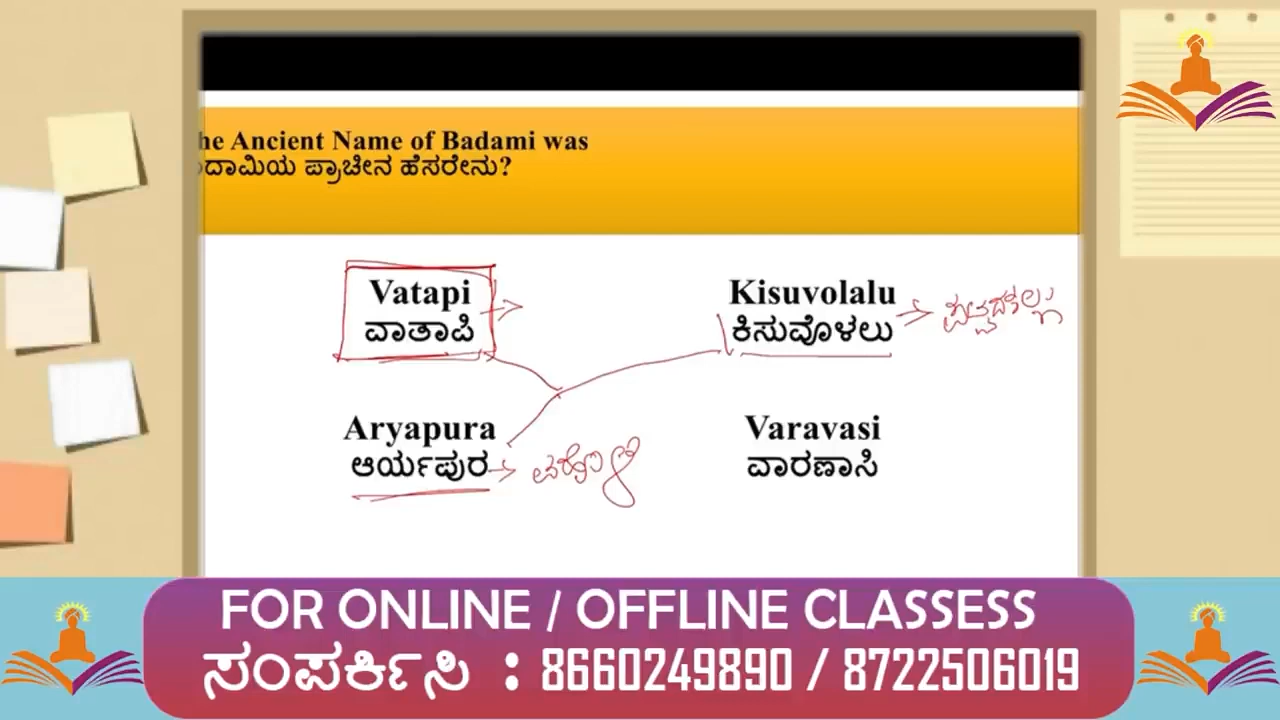 he Ancient Name of Badami was
ದಾಮಿಯ ಪ್ರಾಚೀನ ಹೆಸರೇನು?
Vatapi
ವಾತಾಪಿ
Kisuvolalu
ಕಿಸುವೊಳಲು
Aryapura
ಆರ್ಯಪುರ
Varavasi
ವಾರಣಾಸಿ
FOR ONLINE / OFFLINE CLASSESS
ಸಂಪರ್ಕಿಸಿ : 8660249890 / 8722506019